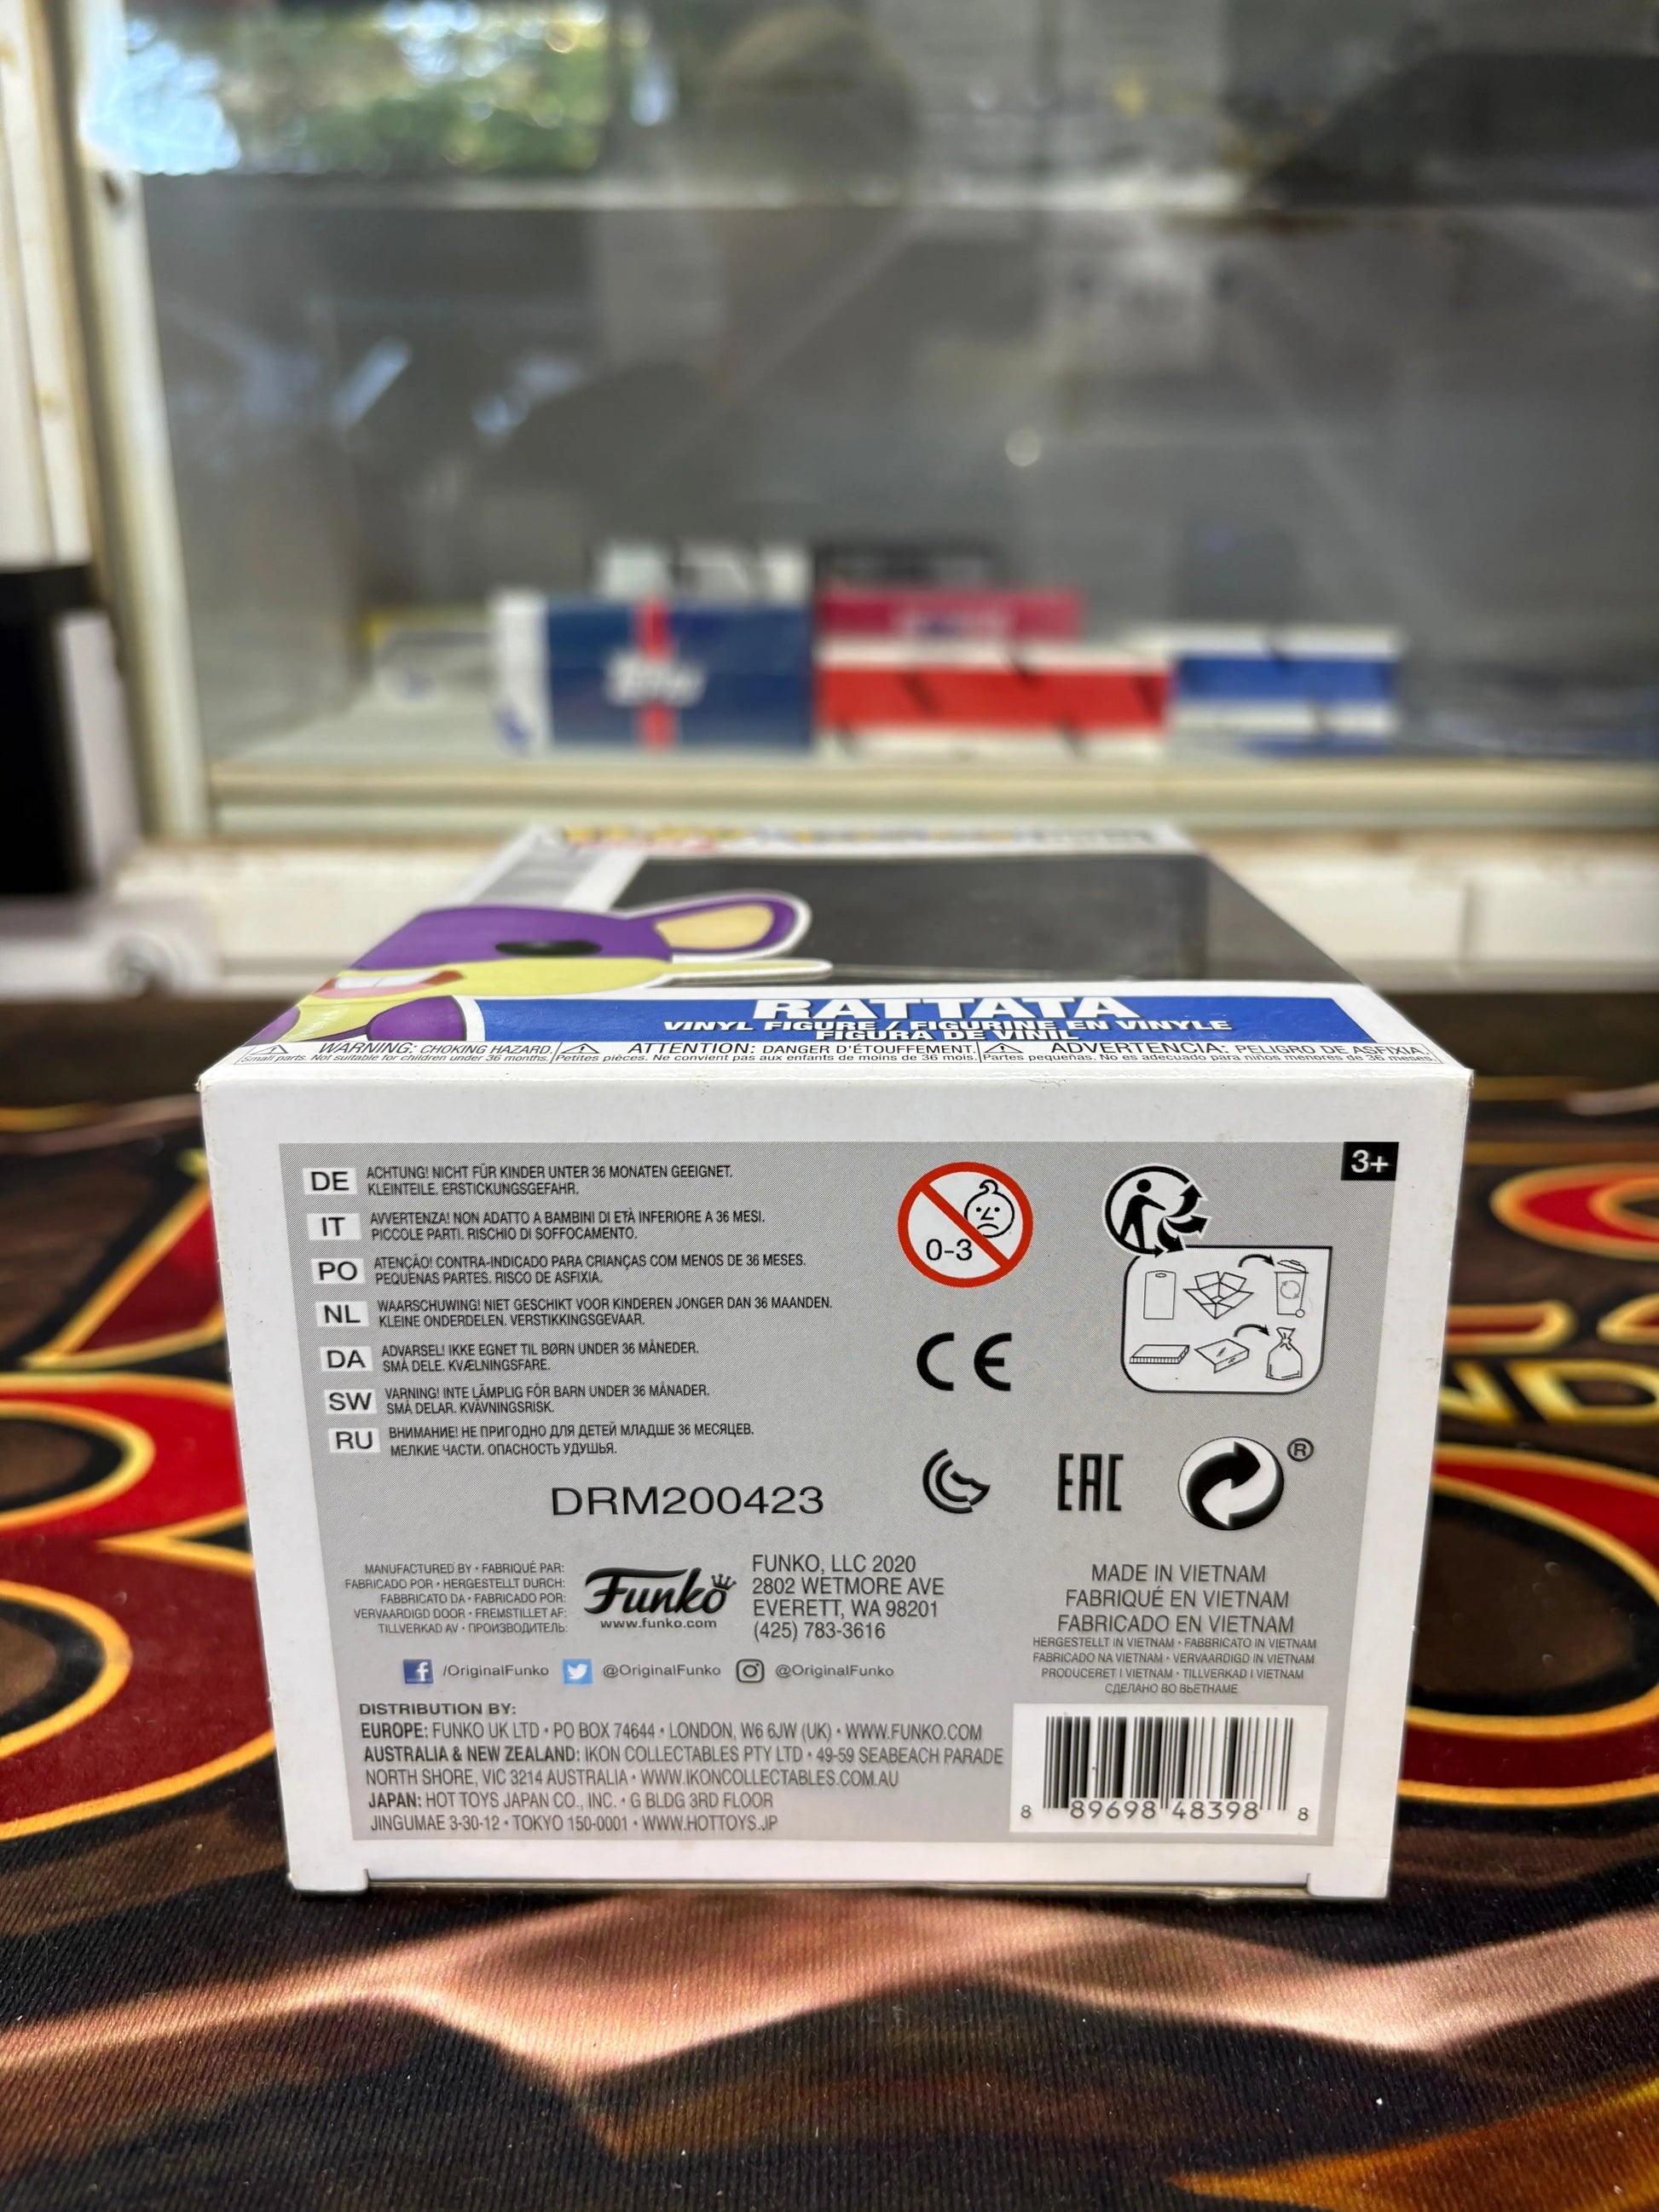 topps
RATTATA
VINYL FIGURE / FIGURINE EN VINYLE
FIGURA DE VINIL
WARNING: CHOKING HAZARD.
Small parts. Not suitable for children under 36 months.
ATTENTION: DANGER D'ÉTOUFFEMENT.
Petites pièces. Ne convient pas aux enfants de moins de 36 mois.
ADVERTENCIA: PELIGRO DE ASFIXIA.
Partes pequeñas. No es adecuado para niños menores de 36 meses.
3+
DE ACHTUNG! NICHT FÜR KINDER UNTER 36 MONATEN GEEIGNET.
KLEINTEILE. ERSTICKUNGSGEFAHR.
IT AVVERTENZA! NON ADATTO A BAMBINI DI ETÀ INFERIORE A 36 MESI.
PICCOLE PARTI. RISCHIO DI SOFFOCAMENTO.
PO ATENÇÃO! CONTRA-INDICADO PARA CRIANÇAS COM MENOS DE 36 MESES.
PEQUENAS PARTES. RISCO DE ASFIXIA.
NL WAARSCHUWING! NIET GESCHIKT VOOR KINDEREN JONGER DAN 36 MAANDEN.
KLEINE ONDERDELEN. VERSTIKKINGSGEVAAR.
DA ADVARSEL! IKKE EGNET TIL BØRN UNDER 36 MÅNEDER.
SMÅ DELE. KVÆLNINGSFARE.
SW VARNING! INTE LÄMPLIG FÖR BARN UNDER 36 MÅNADER.
SMÅ DELAR. KVÄVNINGSRISK.
RU ВНИМАНИЕ! НЕ ПРИГОДНО ДЛЯ ДЕТЕЙ МЛАДШЕ 36 МЕСЯЦЕВ.
МЕЛКИЕ ЧАСТИ. ОПАСНОСТЬ УДУШЬЯ.
0-3
CE
EAC
®
DRM200423
MANUFACTURED BY • FABRIQUÉ PAR:
FABRICADO POR • HERGESTELLT DURCH:
FABBRICATO DA • FABRICADO POR:
VERVAARDIGD DOOR • FREMSTILLET AF:
TILLVERKAD AV • ПРОИЗВОДИТЕЛЬ:
Funko
www.funko.com
FUNKO, LLC 2020
2802 WETMORE AVE
EVERETT, WA 98201
(425) 783-3616
MADE IN VIETNAM
FABRIQUÉ EN VIETNAM
FABRICADO EN VIETNAM
HERGESTELLT IN VIETNAM • FABBRICATO IN VIETNAM
FABRICADO NA VIETNAM • VERVAARDIGD IN VIETNAM
PRODUCERET I VIETNAM • TILLVERKAD I VIETNAM
СДЕЛАНО ВО ВЬЕТНАМЕ
f /OriginalFunko @OriginalFunko @OriginalFunko
DISTRIBUTION BY:
EUROPE: FUNKO UK LTD • PO BOX 74644 • LONDON, W6 6JW (UK) • WWW.FUNKO.COM
AUSTRALIA & NEW ZEALAND: IKON COLLECTABLES PTY LTD • 49-59 SEABEACH PARADE
NORTH SHORE, VIC 3214 AUSTRALIA • WWW.IKONCOLLECTABLES.COM.AU
JAPAN: HOT TOYS JAPAN CO., INC. • G BLDG 3RD FLOOR
JINGUMAE 3-30-12 • TOKYO 150-0001 • WWW.HOTTOYS.JP
8 89698 48398 8
ND